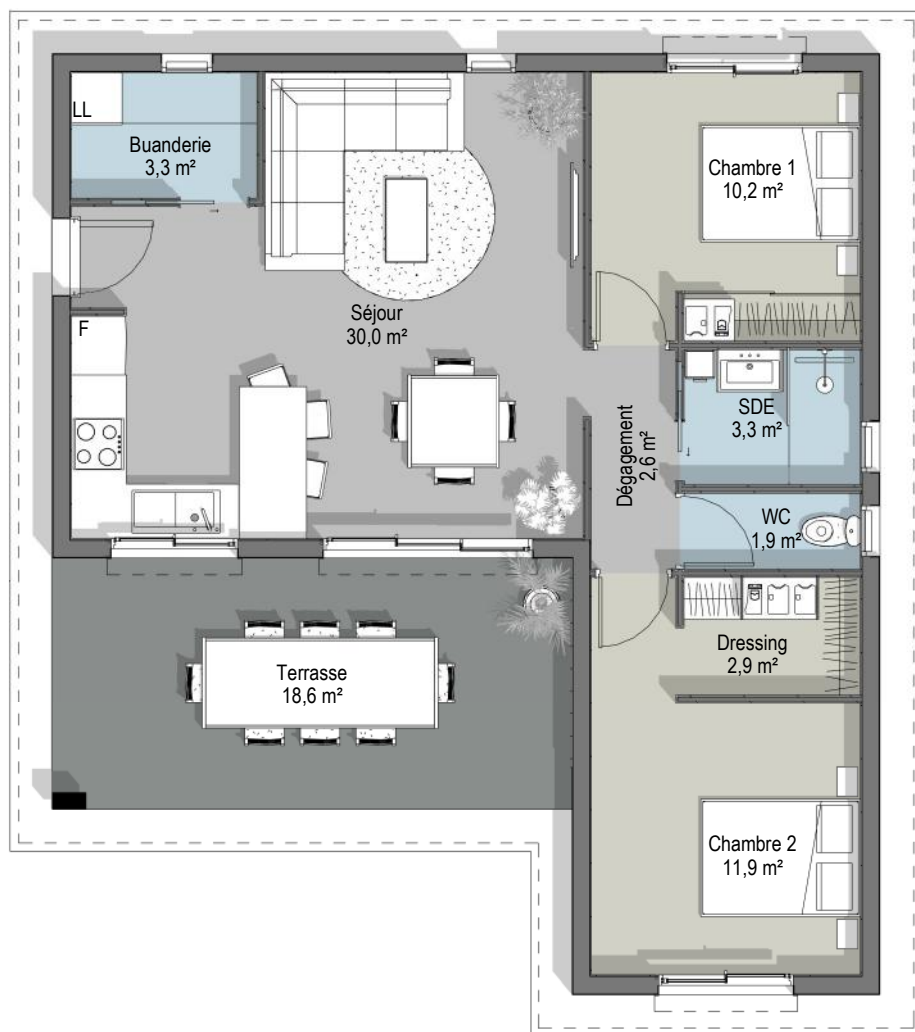 LL
Buanderie
3,3 m²
Chambre 1
10,2 m²
Séjour
30,0 m²
F
SDE
3,3 m²
Dégagement
2,6 m²
WC
1,9 m²
Dressing
2,9 m²
Terrasse
18,6 m²
Chambre 2
11,9 m²